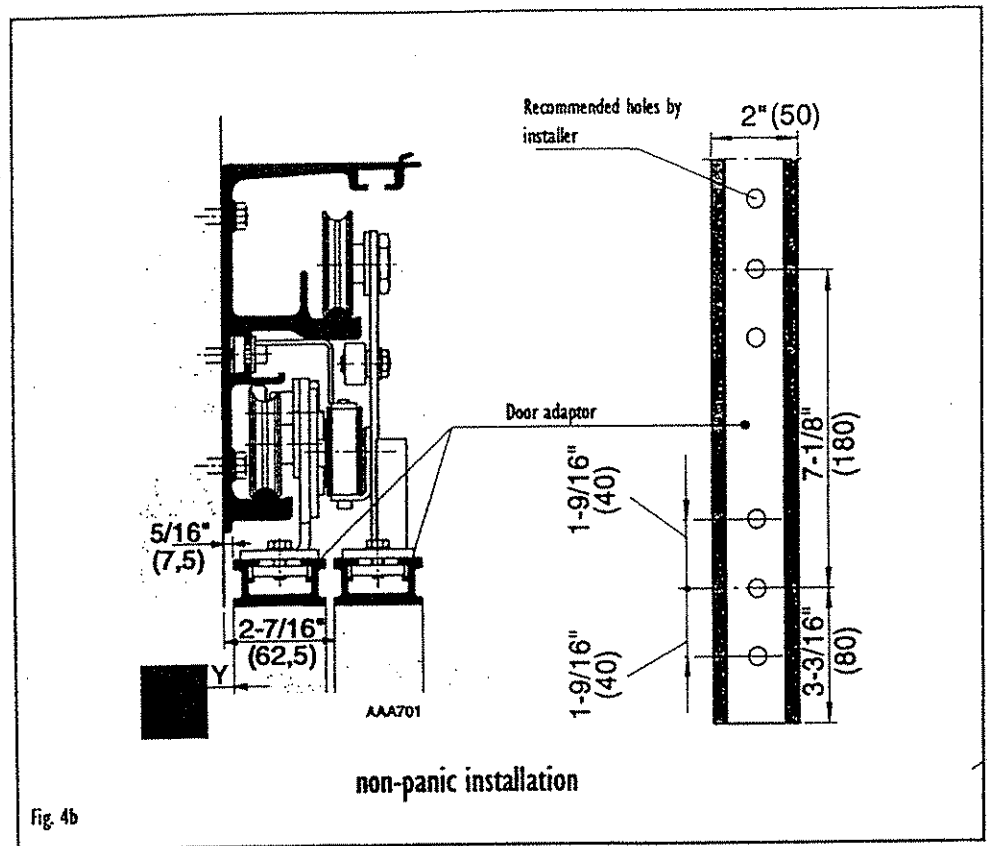 Recommended holes by
installer
2" (50)
Door adaptor
7-1/8"
(180)
1-9/16"
(40)
5/16"
(7,5)
2-7/16"
(62,5)
Y
1-9/16"
(40)
3-3/16"
(80)
AAA701
non-panic installation
Fig. 4b